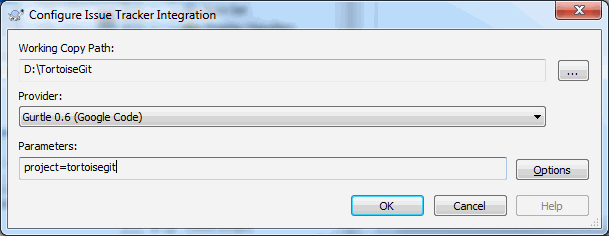 Configure Issue Tracker Integration
Working Copy Path:
D:\TortoiseGit
...
Provider:
Gurtle 0.6 (Google Code)
Parameters:
project=tortoisegit
Options
OK
Cancel
Help